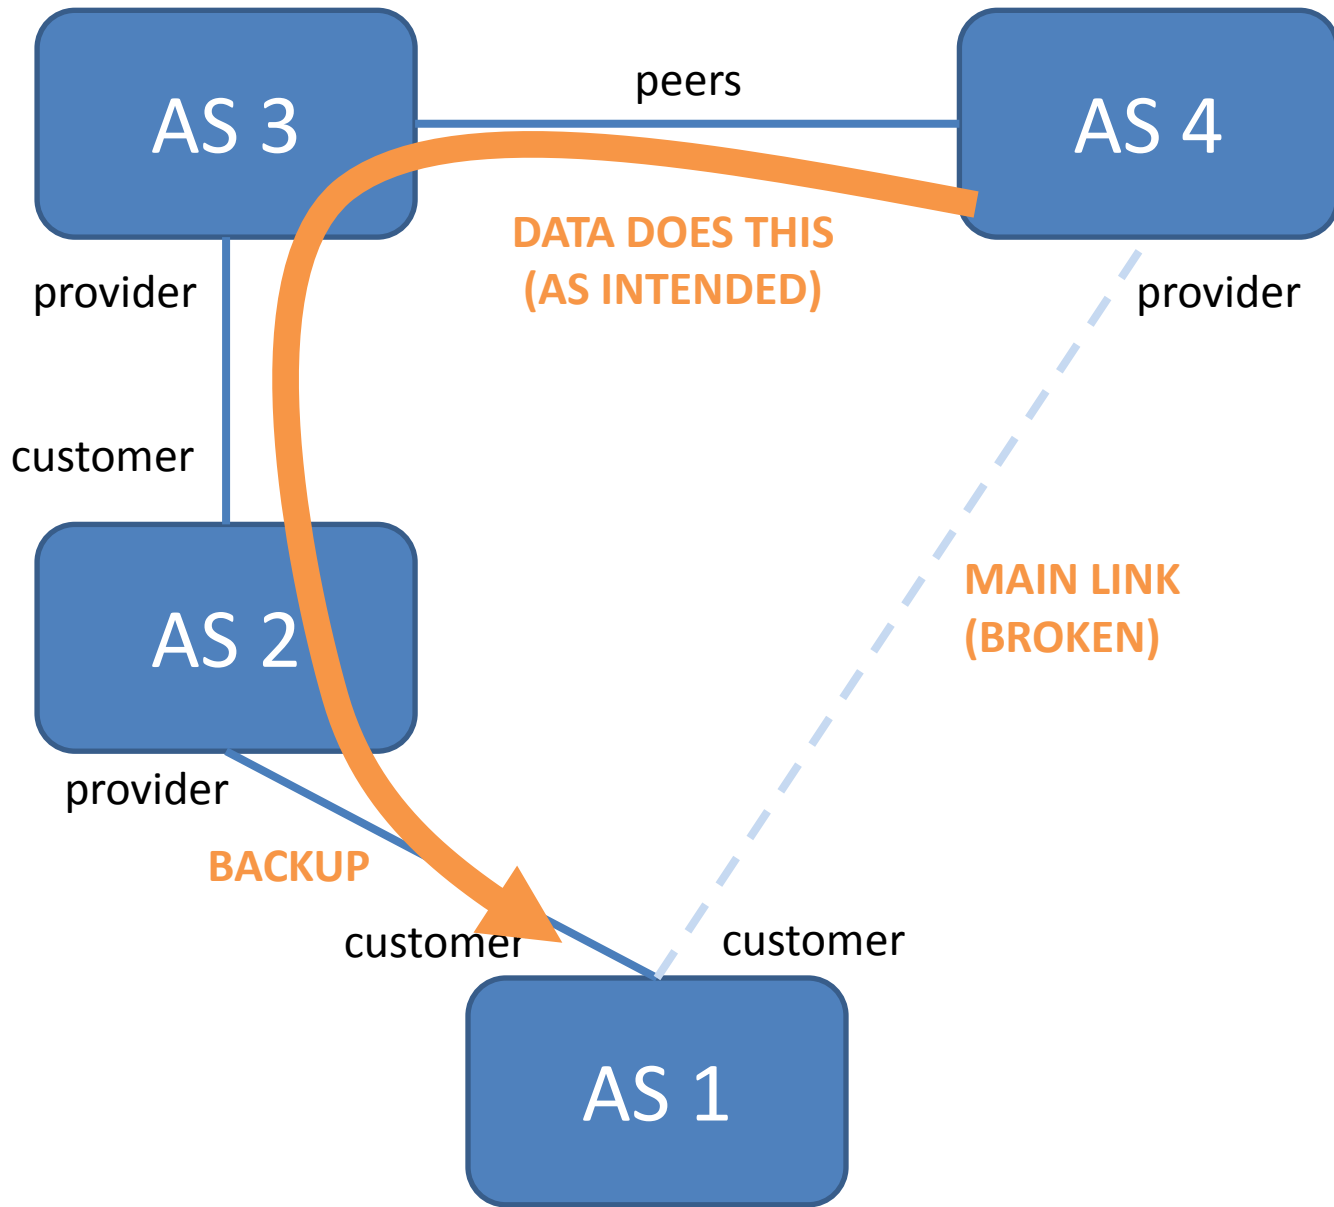 AS 3
peers
AS 4
DATA DOES THIS
(AS INTENDED)
provider
provider
customer
AS 2
MAIN LINK
(BROKEN)
provider
BACKUP
customer
customer
AS 1